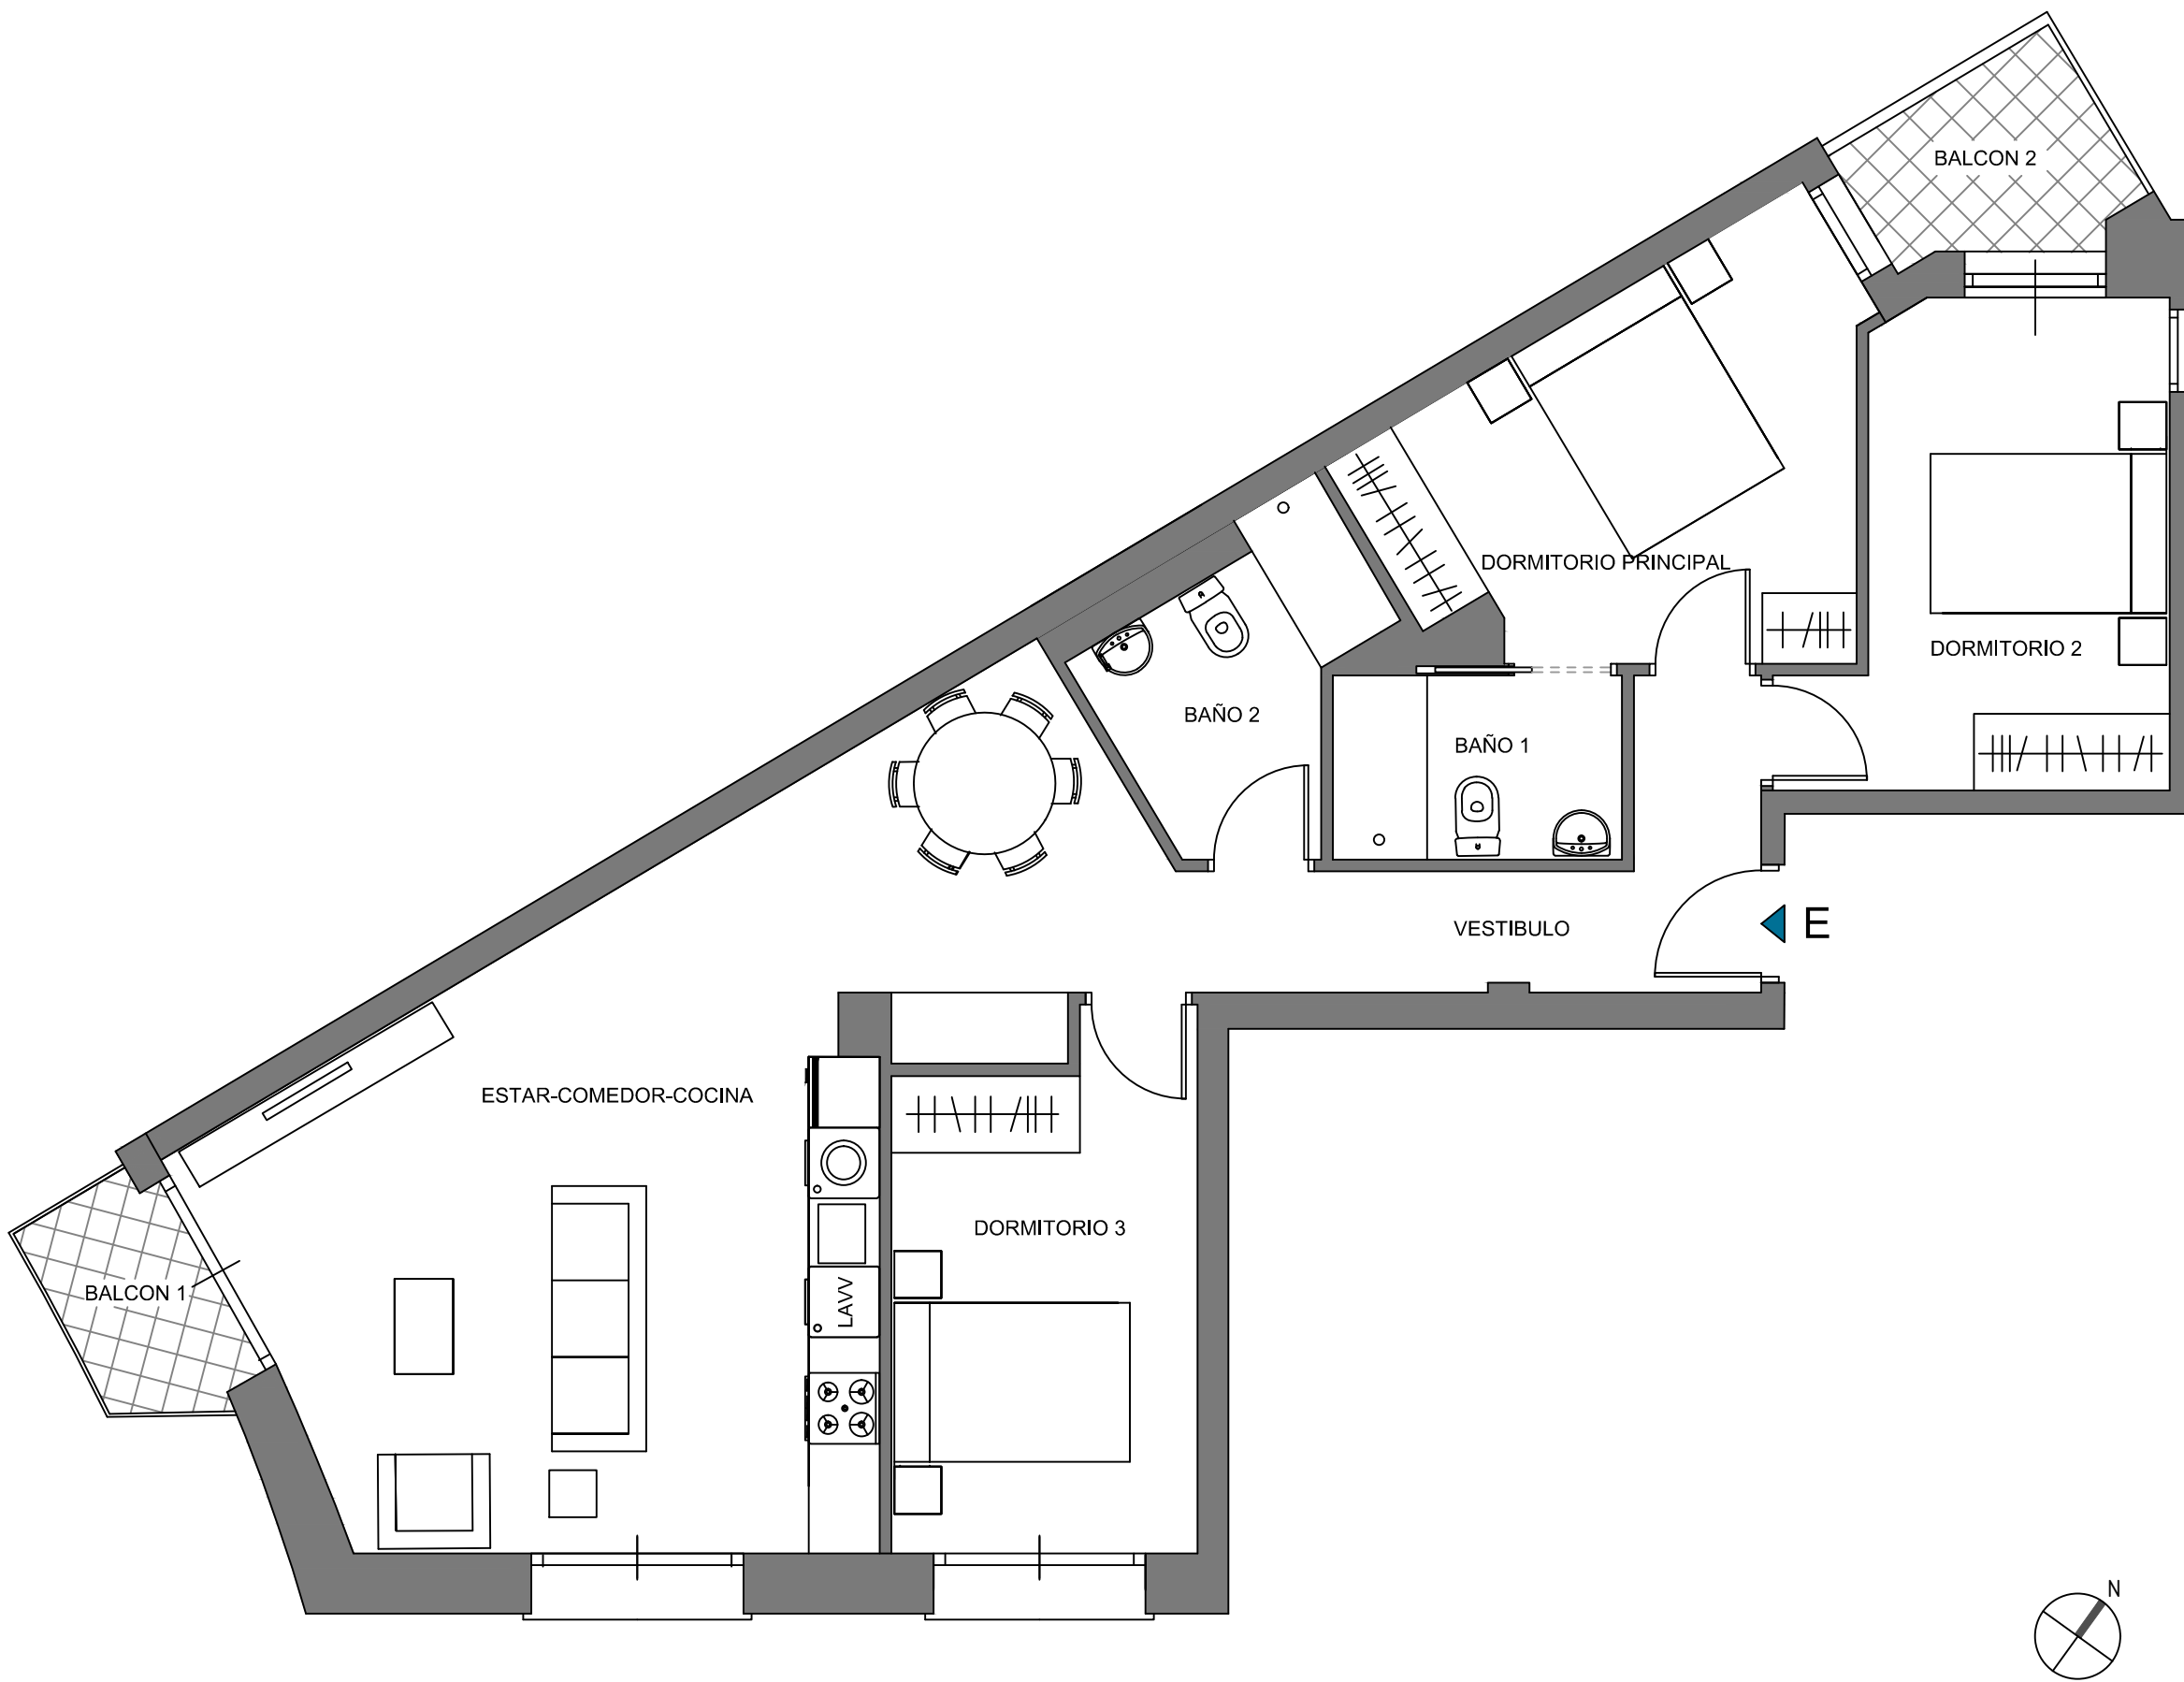 BALCON 2
DORMITORIO PRINCIPAL
DORMITORIO 2
BAÑO 2
BAÑO 1
VESTIBULO
E
ESTAR-COMEDOR-COCINA
DORMITORIO 3
BALCON 1
LAVV
N